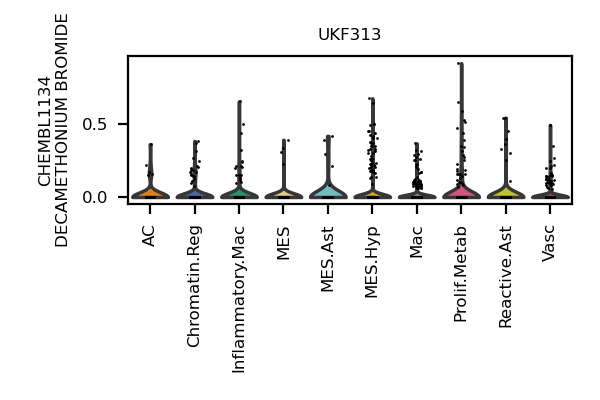 UKF313
CHEMBL1134
DECAMETHONIUM BROMIDE
0.5
0.0
AC
Chromatin.Reg
Inflammatory.Mac
MES
MES.Ast
MES.Hyp
Mac
Prolif.Metab
Reactive.Ast
Vasc